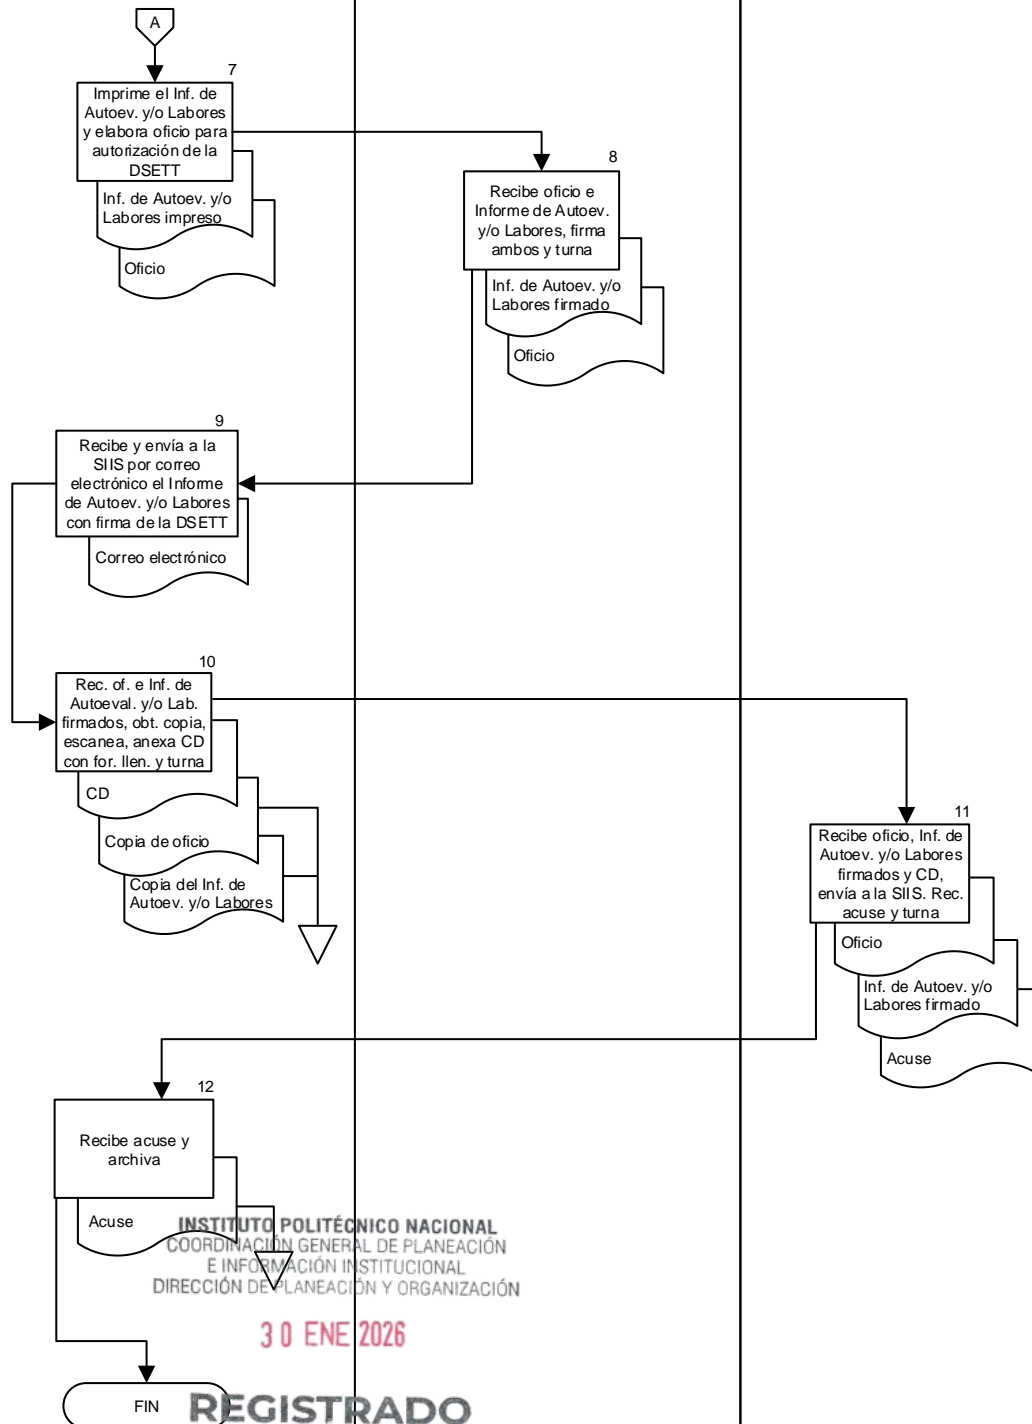 A
7
Imprime el Inf. de
Autoev. y/o Labores
y elabora oficio para
autorización de la
DSETT
Inf. de Autoev. y/o
Labores impreso
Oficio
8
Recibe oficio e
Informe de Autoev.
y/o Labores, firma
ambos y turna
Inf. de Autoev. y/o
Labores firmado
Oficio
9
Recibe y envía a la
SIIS por correo
electrónico el Informe
de Autoev. y/o Labores
con firma de la DSETT
Correo electrónico
10
Rec. of. e Inf. de
Autoeval. y/o Lab.
firmados, obt. copia,
escanea, anexa CD
con for. llen. y turna
CD
Copia de oficio
Copia del Inf. de
Autoev. y/o Labores
11
Recibe oficio, Inf. de
Autoev. y/o Labores
firmados y CD,
envía a la SIIS. Rec.
acuse y turna
Oficio
Inf. de Autoev. y/o
Labores firmado
Acuse
12
Recibe acuse y
archiva
Acuse
INSTITUTO POLITÉCNICO NACIONAL
COORDINACIÓN GENERAL DE PLANEACIÓN
E INFORMACIÓN INSTITUCIONAL
DIRECCIÓN DE PLANEACIÓN Y ORGANIZACIÓN
30 ENE 2026
FIN
REGISTRADO